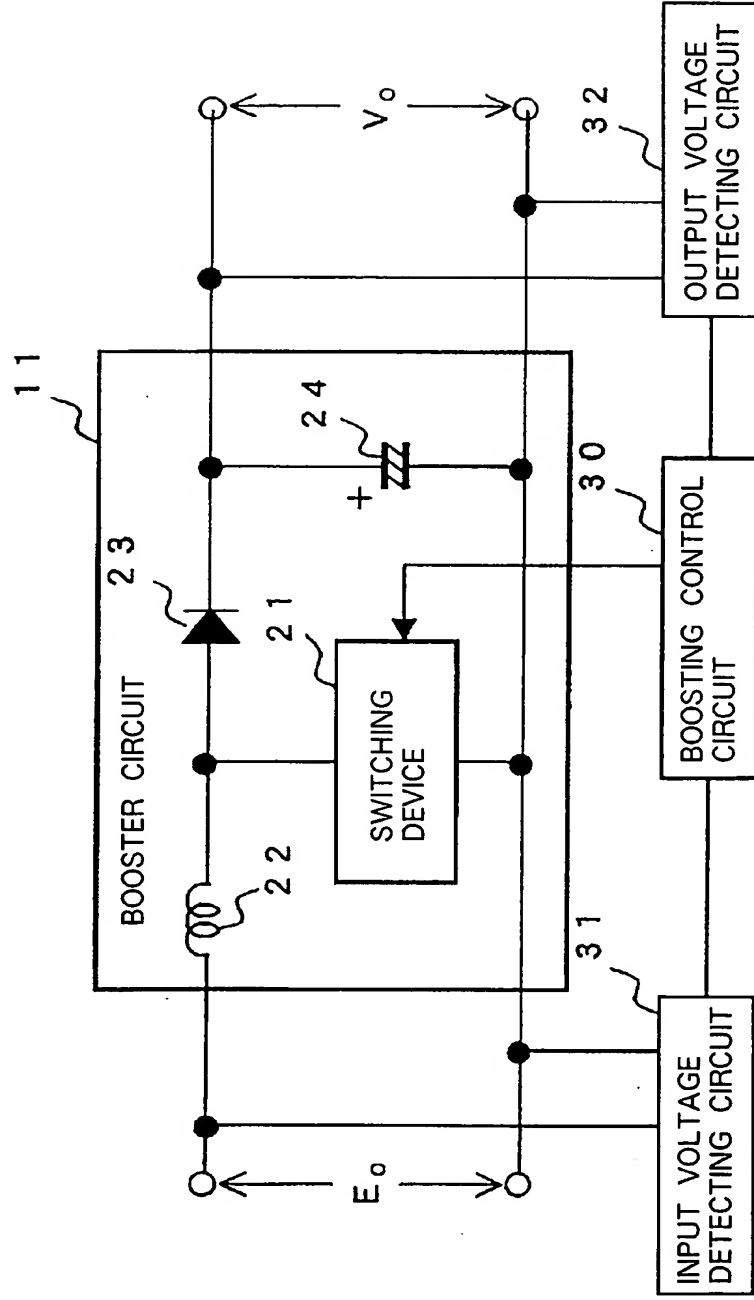 11
BOOSTER CIRCUIT
22
23
24
+
21
SWITCHING
DEVICE
Eo
Vo
31
INPUT VOLTAGE
DETECTING CIRCUIT
30
BOOSTING CONTROL
CIRCUIT
32
OUTPUT VOLTAGE
DETECTING CIRCUIT